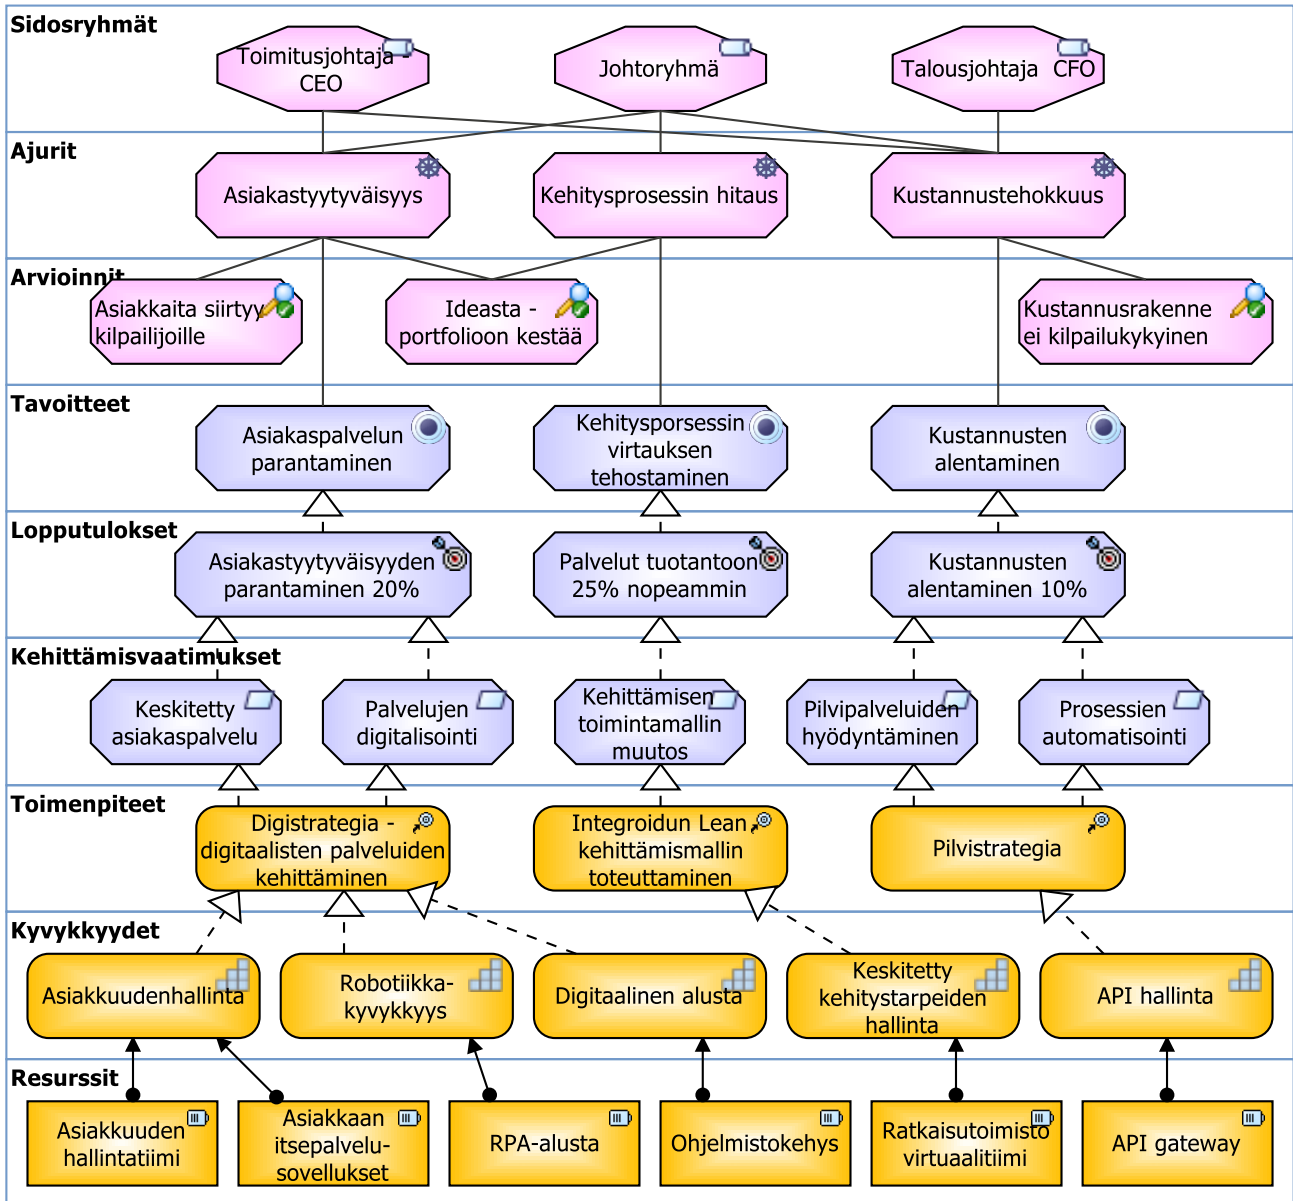 Sidosryhmät
Toimitusjohtaja -
CEO
Johtoryhmä
Talousjohtaja  CFO
Ajurit
Asiakastyytyväisyys
Kehitysprosessin hitaus
Kustannustehokkuus
Arvioinnit
Asiakkaita siirtyy
kilpailijoille
Ideasta -
portfolioon kestää
Kustannusrakenne
ei kilpailukykyinen
Tavoitteet
Asiakaspalvelun
parantaminen
Kehitysporsessin
virtauksen
tehostaminen
Kustannusten
alentaminen
Lopputulokset
Asiakastyytyväisyyden
parantaminen 20%
Palvelut tuotantoon
25% nopeammin
Kustannusten
alentaminen 10%
Kehittämisvaatimukset
Keskitetty
asiakaspalvelu
Palvelujen
digitalisointi
Kehittämisen
toimintamallin
muutos
Pilvipalveluiden
hyödyntäminen
Prosessien
automatisointi
Toimenpiteet
Digistrategia -
digitaalisten palveluiden
kehittäminen
Integroidun Lean
kehittämismallin
toteuttaminen
Pilvistrategia
Kyvykkyydet
Asiakkuudenhallinta
Robotiikka-
kyvykkyys
Digitaalinen alusta
Keskitetty
kehitystarpeiden
hallinta
API hallinta
Resurssit
Asiakkuuden
hallintatiimi
Asiakkaan
itsepalvelu-
sovellukset
RPA-alusta
Ohjelmistokehys
Ratkaisutoimisto
virtuaalitiimi
API gateway